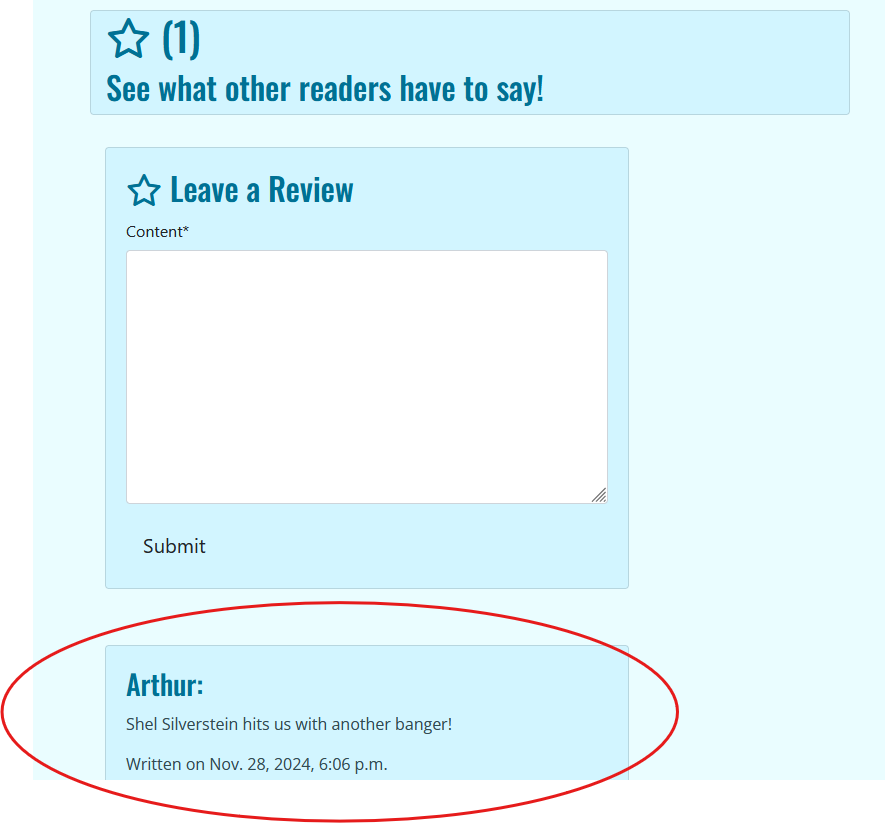 (1)
See what other readers have to say!
Leave a Review
Content*
Submit
Arthur:
Shel Silverstein hits us with another banger!
Written on Nov. 28, 2024, 6:06 p.m.